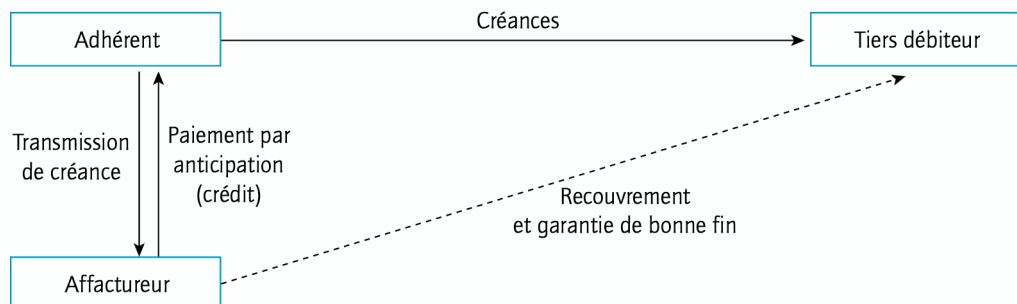 Créances
Adhérent
Tiers débiteur
Transmission
de créance
Paiement par
anticipation
(crédit)
Recouvrement
et garantie de bonne fin
Affactureur